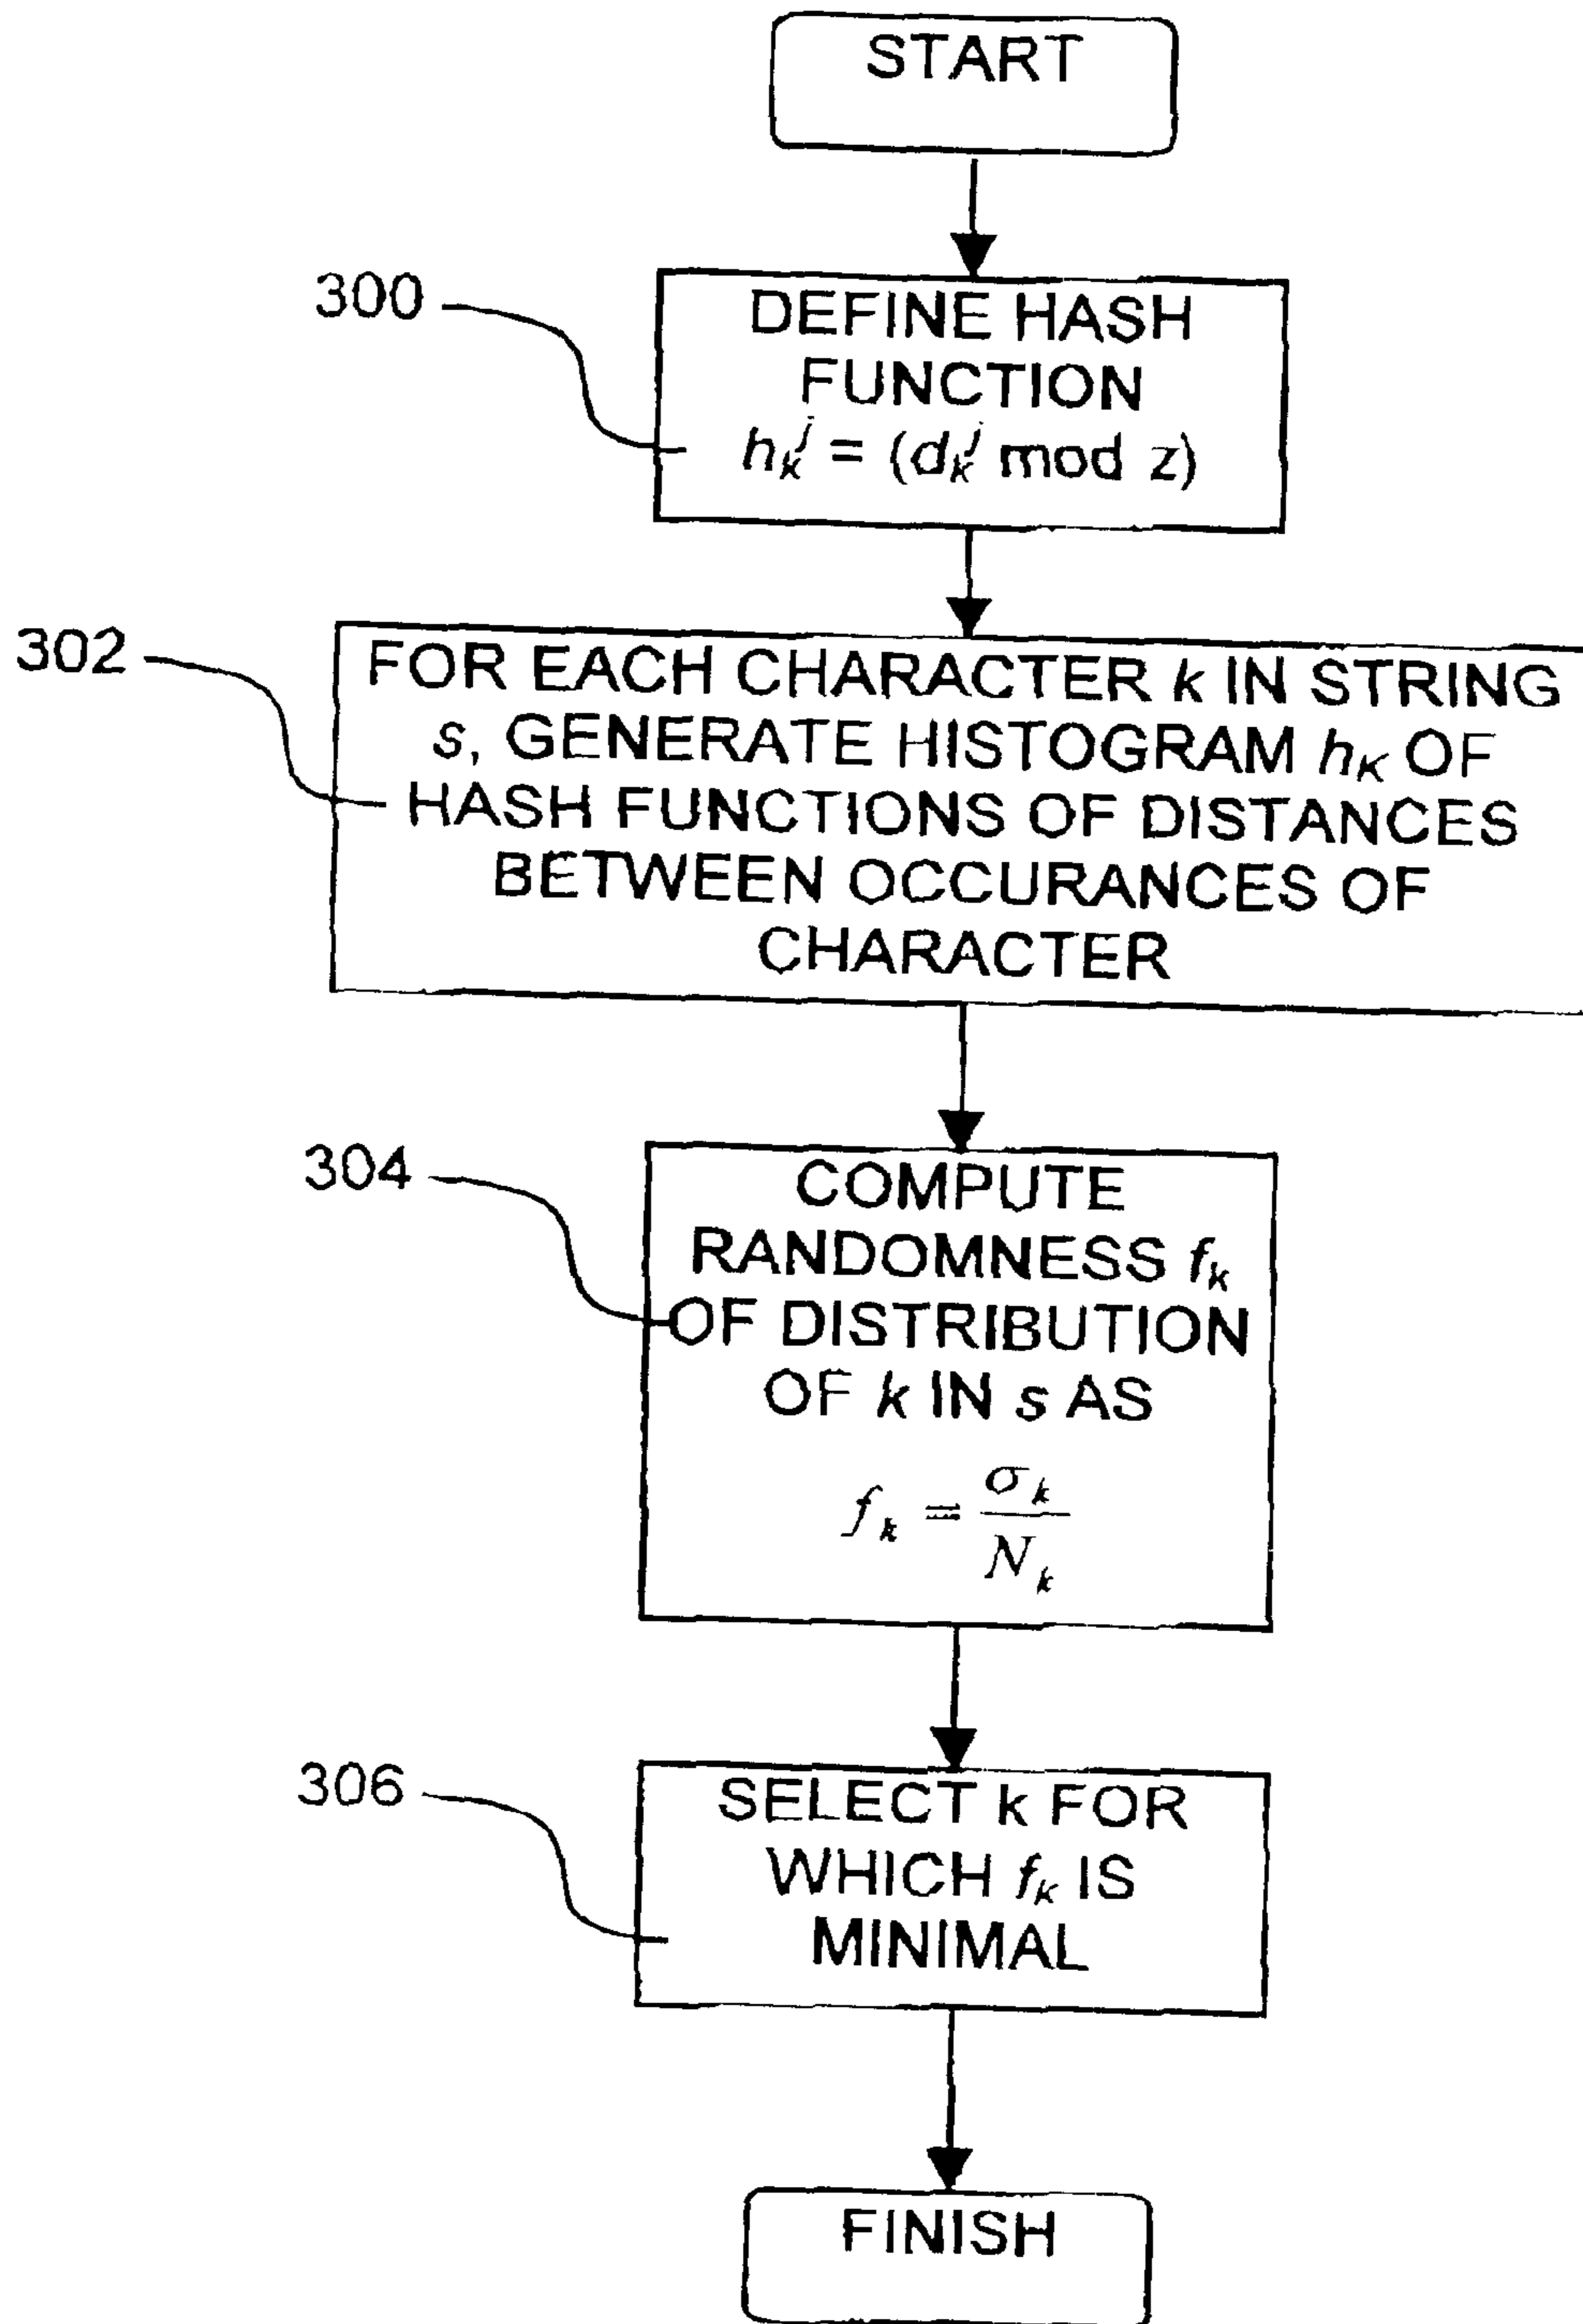 START
300
DEFINE HASH
FUNCTION
h_k^j = (d_k^j mod z)
302
FOR EACH CHARACTER k IN STRING
s, GENERATE HISTOGRAM h_K OF
HASH FUNCTIONS OF DISTANCES
BETWEEN OCCURANCES OF
CHARACTER
304
COMPUTE
RANDOMNESS f_k
OF DISTRIBUTION
OF k IN s AS
f_k = σ_k / N_k
306
SELECT k FOR
WHICH f_k IS
MINIMAL
FINISH